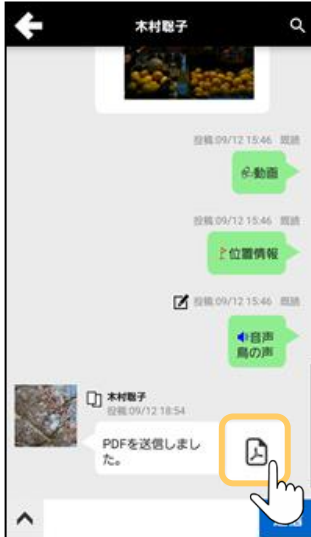 木村聡子
投稿:09/12 15:46 既読
動画
投稿:09/12 15:46 既読
位置情報
投稿:09/12 15:46 既読
音声
鳥の声
木村聡子
投稿:09/12 18:54
PDFを送信しまし
た。